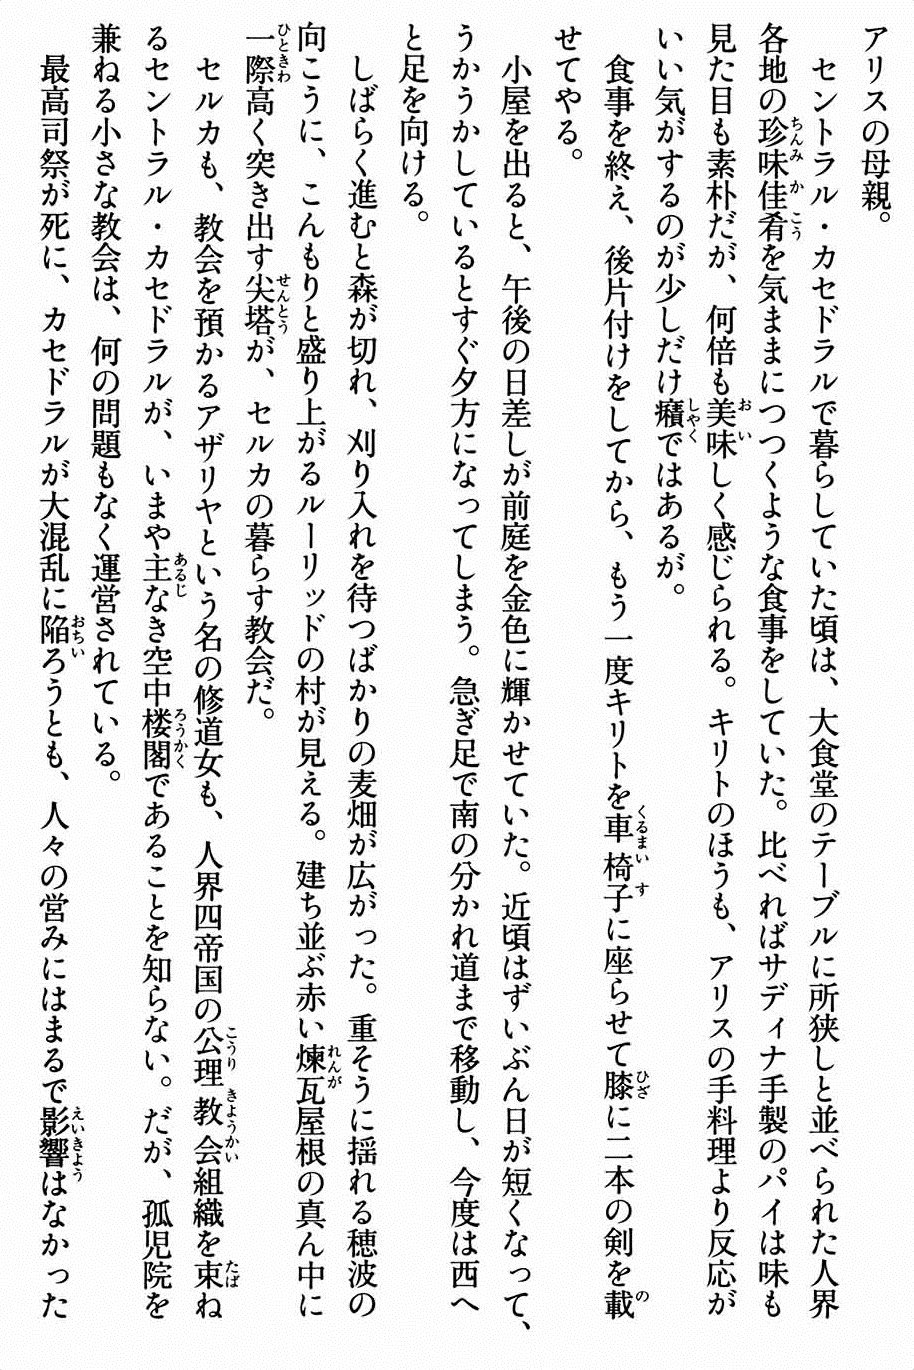 アリスの母親。
　セントラル・カセドラルで暮らしていた頃は、大食堂のテーブルに所狭しと並べられた人界
各地の珍味佳肴を気ままにつつくような食事をしていた。比べればサディナ手製のパイは味も
見た目も素朴だが、何倍も美味しく感じられる。キリトのほうも、アリスの手料理より反応が
いい気がするのが少しだけ癪ではあるが。
　食事を終え、後片付けをしてから、もう一度キリトを車椅子に座らせて膝に二本の剣を載
せてやる。
　小屋を出ると、午後の日差しが前庭を金色に輝かせていた。近頃はずいぶん日が短くなって、
うかうかしているとすぐ夕方になってしまう。急ぎ足で南の分かれ道まで移動し、今度は西へ
と足を向ける。
　しばらく進むと森が切れ、刈り入れを待つばかりの麦畑が広がった。重そうに揺れる穂波の
向こうに、こんもりと盛り上がるルーリッドの村が見える。建ち並ぶ赤い煉瓦屋根の真ん中に
一際高く突き出す尖塔が、セルカの暮らす教会だ。
　セルカも、教会を預かるアザリヤという名の修道女も、人界四帝国の公理教会組織を束ね
るセントラル・カセドラルが、いまや主なき空中楼閣であることを知らない。だが、孤児院を
兼ねる小さな教会は、何の問題もなく運営されている。
　最高司祭が死に、カセドラルが大混乱に陥ろうとも、人々の営みにはまるで影響はなかった